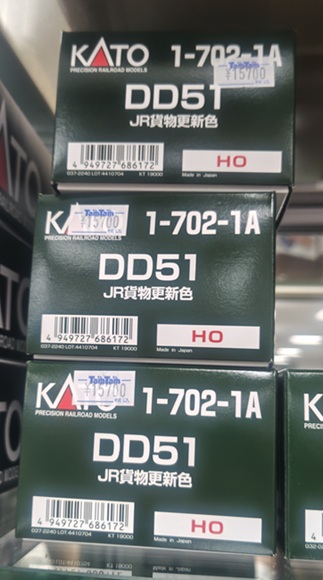 KATO
PRECISION RAILROAD MODELS
1-702-1A
TamTam
¥15700
DD51
JR貨物更新色
4 949727 686172
037-2240 LOT:4410704
KT 19000
HO
Made in Japan
TamTam
¥15700
1-702-1A
DD51
JR貨物更新色
4 949727 686172
037-2240 LOT:4410704
KT 19000
HO
Made in Japan
KATO
PRECISION RAILROAD MODELS
TamTam
¥15700
1-702-1A
DD51
JR貨物更新色
4 949727 686172
037-2240 LOT:4410704
KT 19000
HO
Made in Japan